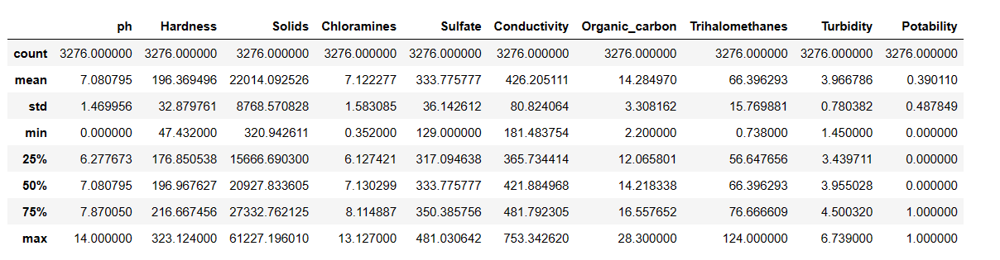 ph Hardness Solids Chloramines Sulfate Conductivity Organic_carbon Trihalomethanes Turbidity Potability
count 3276.000000 3276.000000 3276.000000 3276.000000 3276.000000 3276.000000 3276.000000 3276.000000 3276.000000 3276.000000
mean 7.080795 196.369496 22014.092526 7.122277 333.775777 426.205111 14.284970 66.396293 3.966786 0.390110
std 1.469956 32.879761 8768.570828 1.583085 36.142612 80.824064 3.308162 15.769881 0.780382 0.487849
min 0.000000 47.432000 320.942611 0.352000 129.000000 181.483754 2.200000 0.738000 1.450000 0.000000
25% 6.277673 176.850538 15666.690300 6.127421 317.094638 365.734414 12.065801 56.647656 3.439711 0.000000
50% 7.080795 196.967627 20927.833605 7.130299 333.775777 421.884968 14.218338 66.396293 3.955028 0.000000
75% 7.870050 216.667456 27332.762125 8.114887 350.385756 481.792305 16.557652 76.666609 4.500320 1.000000
max 14.000000 323.124000 61227.196010 13.127000 481.030642 753.342620 28.300000 124.000000 6.739000 1.000000